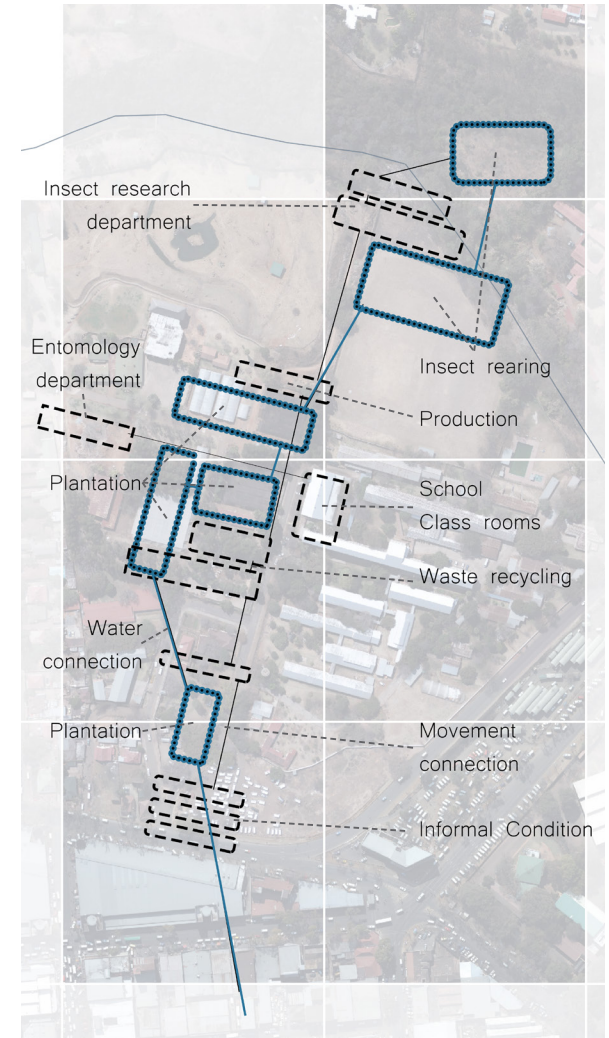 Insect research
department
Insect rearing
Entomology
department
Production
Plantation
School
Class rooms
Waste recycling
Water
connection
Plantation
Movement
connection
Informal Condition